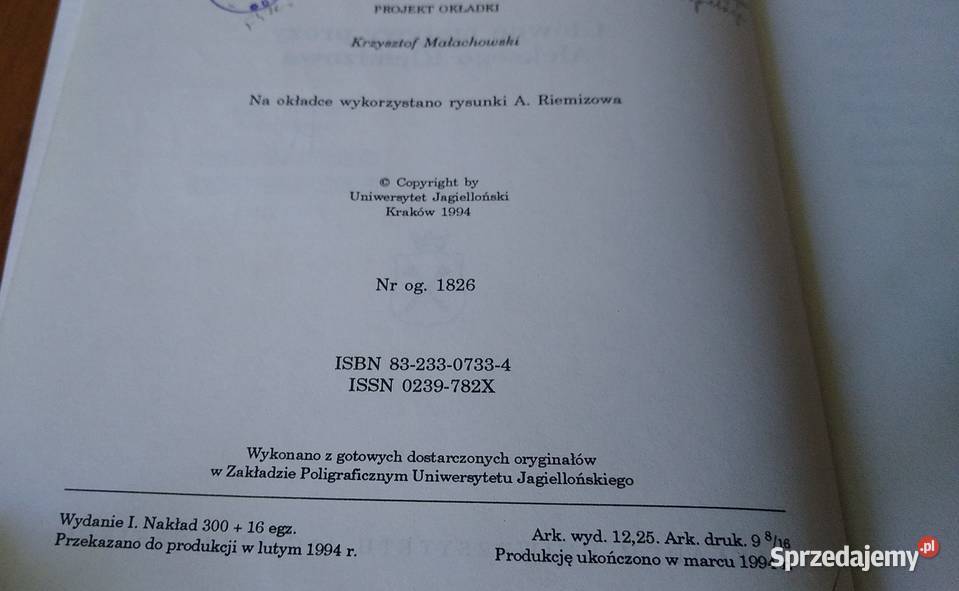 PROJEKT OKŁADKI
Krzysztof Małachowski
Na okładce wykorzystano rysunki A. Riemizowa
© Copyright by
Uniwersytet Jagielloński
Kraków 1994
Nr og. 1826
ISBN 83-233-0733-4
ISSN 0239-782X
Wykonano z gotowych dostarczonych oryginałów
w Zakładzie Poligraficznym Uniwersytetu Jagiellońskiego
Wydanie I. Nakład 300 + 16 egz.
Przekazano do produkcji w lutym 1994 r.
Ark. wyd. 12,25. Ark. druk. 9 8/16
Produkcję ukończono w marcu 1994
Sprzedajemy.pl